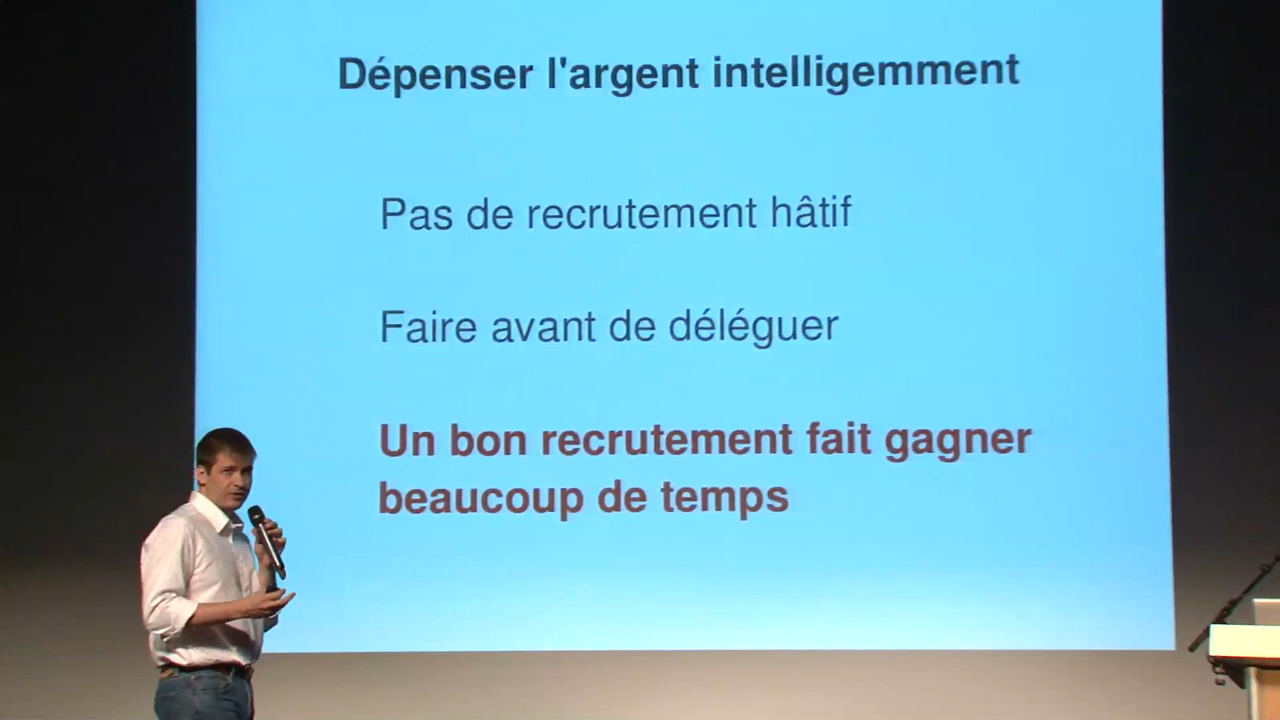 Dépenser l'argent intelligemment
Pas de recrutement hâtif
Faire avant de déléguer
Un bon recrutement fait gagner
beaucoup de temps